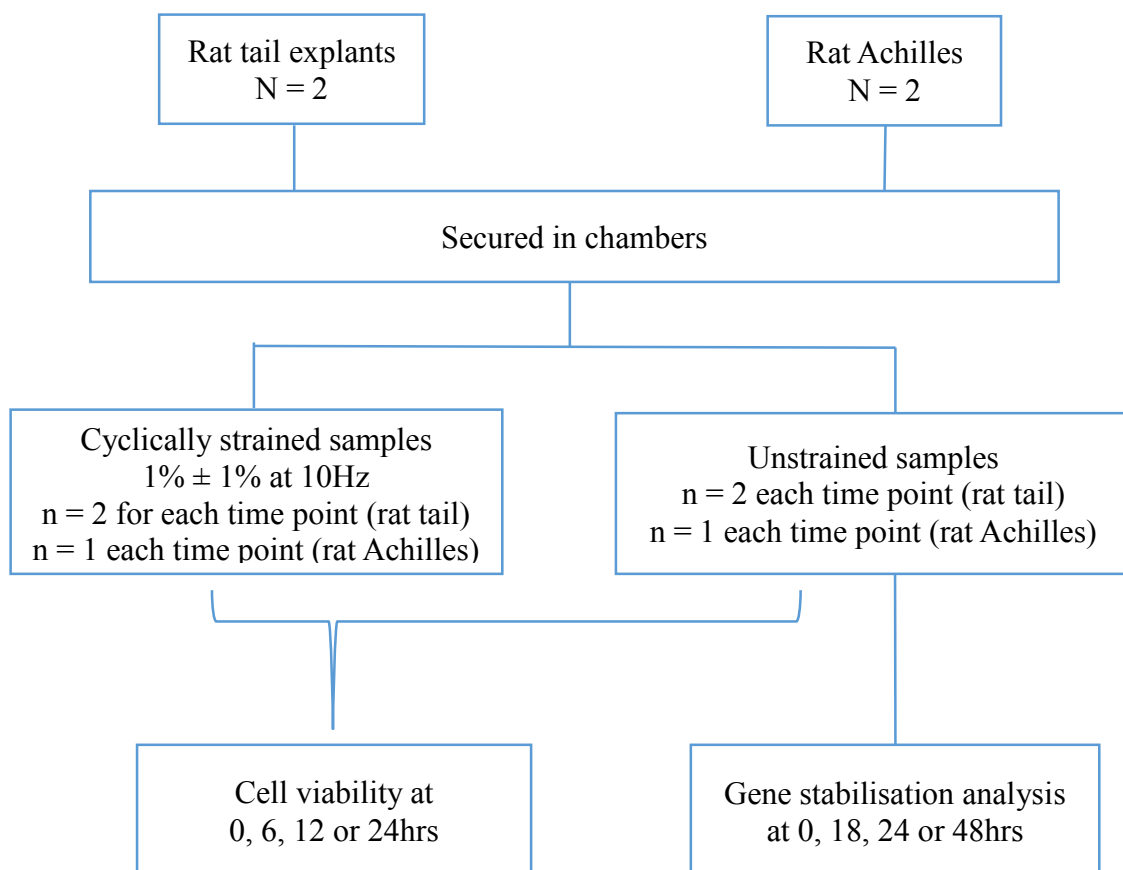 Rat tail explants
N = 2
Rat Achilles
N = 2
Secured in chambers
Cyclically strained samples
1% ± 1% at 10Hz
n = 2 for each time point (rat tail)
n = 1 each time point (rat Achilles)
Unstrained samples
n = 2 each time point (rat tail)
n = 1 each time point (rat Achilles)
Cell viability at
0, 6, 12 or 24hrs
Gene stabilisation analysis
at 0, 18, 24 or 48hrs